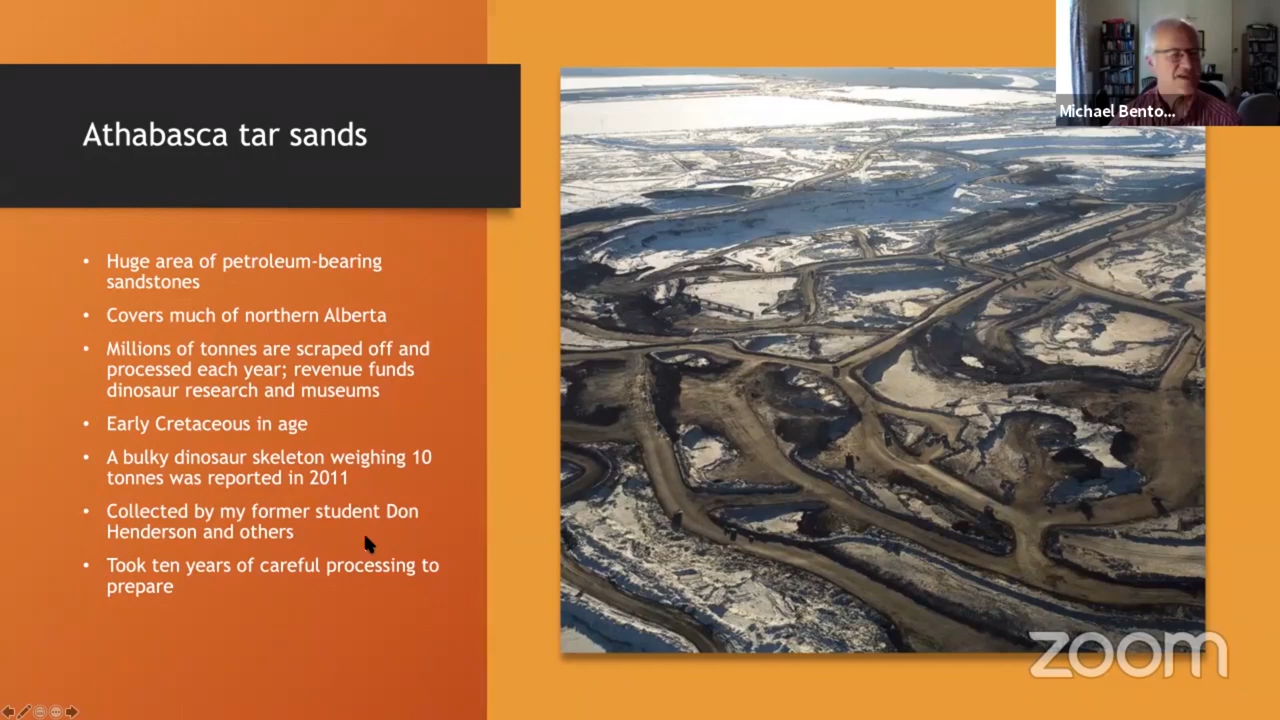 Athabasca tar sands
• Huge area of petroleum-bearing
sandstones
• Covers much of northern Alberta
• Millions of tonnes are scraped off and
processed each year; revenue funds
dinosaur research and museums
• Early Cretaceous in age
• A bulky dinosaur skeleton weighing 10
tonnes was reported in 2011
• Collected by my former student Don
Henderson and others
• Took ten years of careful processing to
prepare
Michael Bento...
zoom